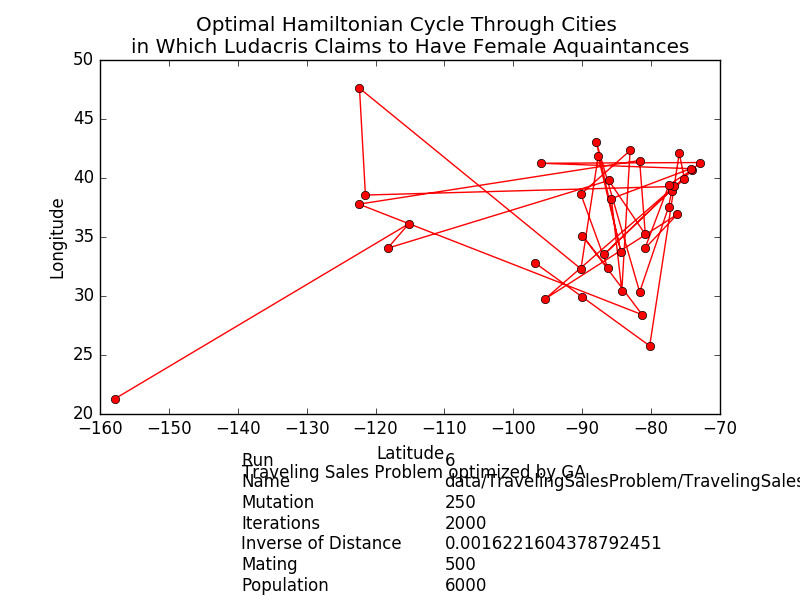 Optimal Hamiltonian Cycle Through Cities
in Which Ludacris Claims to Have Female Aquaintances
50
45
40
35
30
25
20
Longitude
−160 −150 −140 −130 −120 −110 −100 −90 −80 −70
Latitude
Run 6
Traveling Sales Problem optimized by GA
Name data/TravelingSalesProblem/TravelingSales
Mutation 250
Iterations 2000
Inverse of Distance 0.0016221604378792451
Mating 500
Population 6000